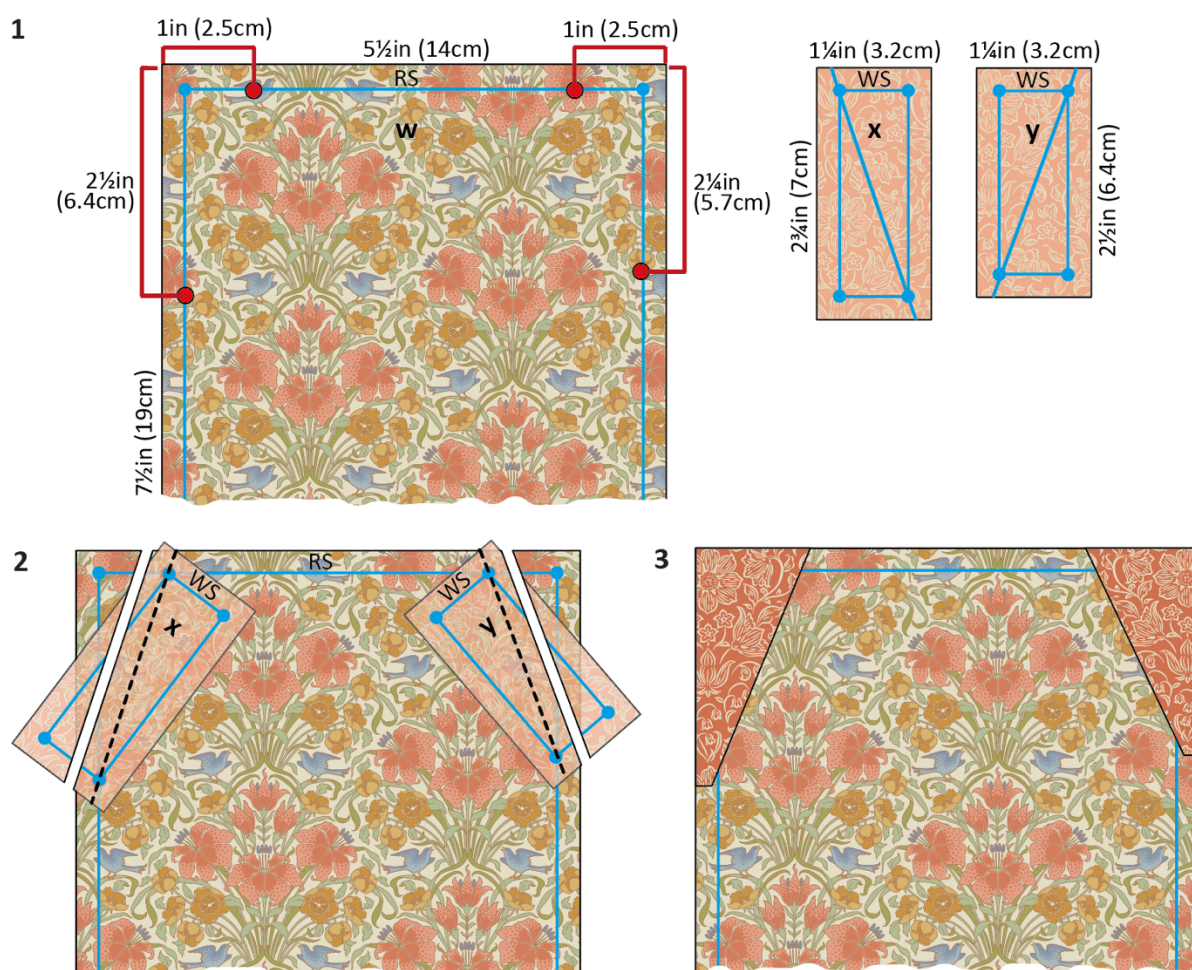 1
1in (2.5cm)
5½in (14cm)
1in (2.5cm)
RS
w
2½in
(6.4cm)
2¼in
(5.7cm)
7½in (19cm)
1¼in (3.2cm)
WS
x
2¾in (7cm)
1¼in (3.2cm)
WS
y
2½in (6.4cm)
2
RS
WS
x
WS
y
3